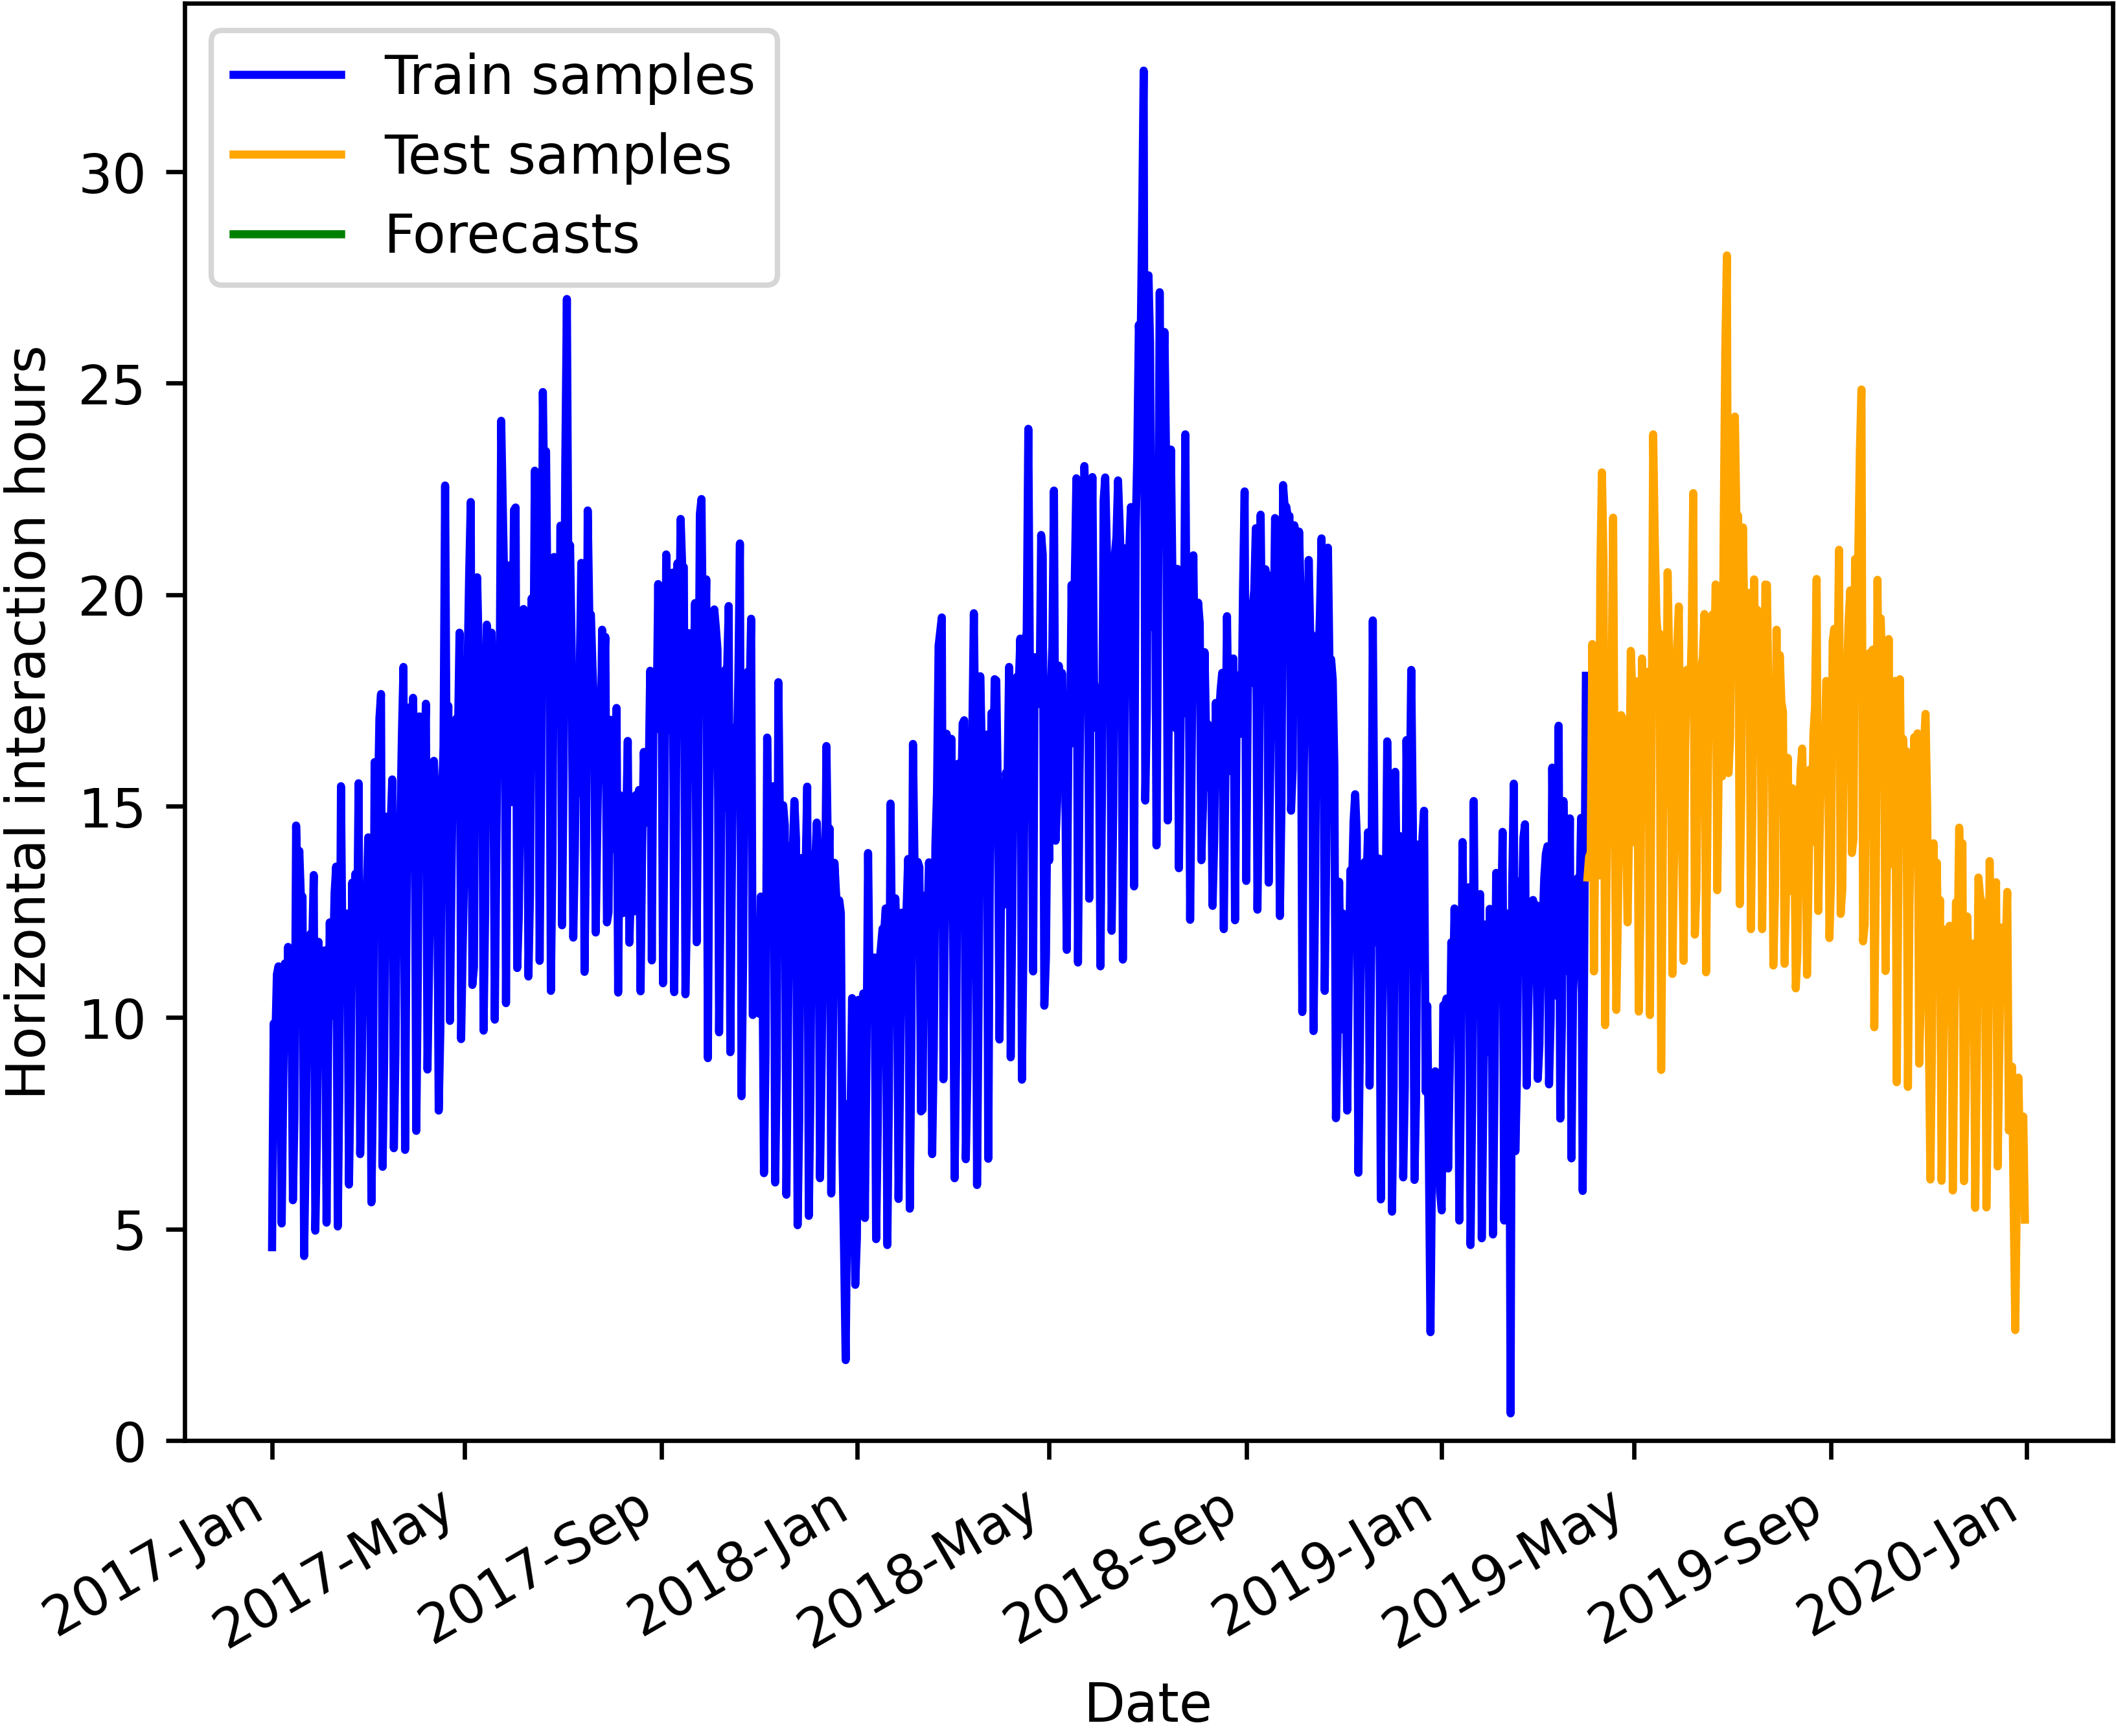 Train samples
Test samples
Forecasts
Horizontal interaction hours
30
25
20
15
10
5
0
2017-Jan
2017-May
2017-Sep
2018-Jan
2018-May
2018-Sep
2019-Jan
2019-May
2019-Sep
2020-Jan
Date